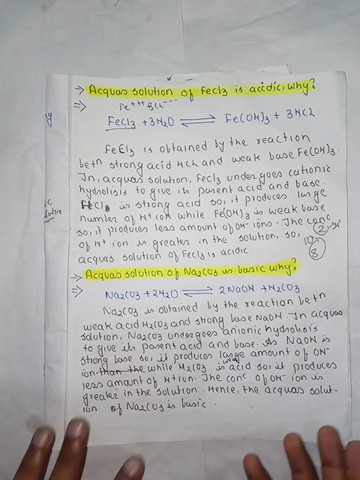 → Acquas solution of FeCl3 is acidic, why?
⇒
FeCl3 + 3H2O ⇌ Fe(OH)3 + 3HCl
FeCl3 is obtained by the reaction
betn strong acid HCl and weak base Fe(OH)3.
In, acquas solution, FeCl3 undergoes cationic
hydrolisis to give its parent acid and base.
HCl is strong acid so, it produces large
number of H+ ion while Fe(OH)3 is weak base
so, it produces less amount of OH- ions. The conc
of H+ ion is greater in the solution, so,
acquas solution of FeCl3 is acidic
→ Acquas solution of Na2CO3 is basic why?
⇒ Na2CO3 + 2H2O ⇌ 2NaOH + H2CO3
Na2CO3 is obtained by the reaction betn
weak acid H2CO3 and strong base NaOH. In acquas
solution, Na2CO3 undergoes anionic hydrolisis
to give its parent acid and base. As NaOH is
strong base so, it produces large amount of OH-
ion than the while H2CO3 is weak acid so, it produces
less amount of H+ ion. The conc of OH- ion is
greater in the solution. Hence, the acquas solut-
ion of Na2CO3 is basic.